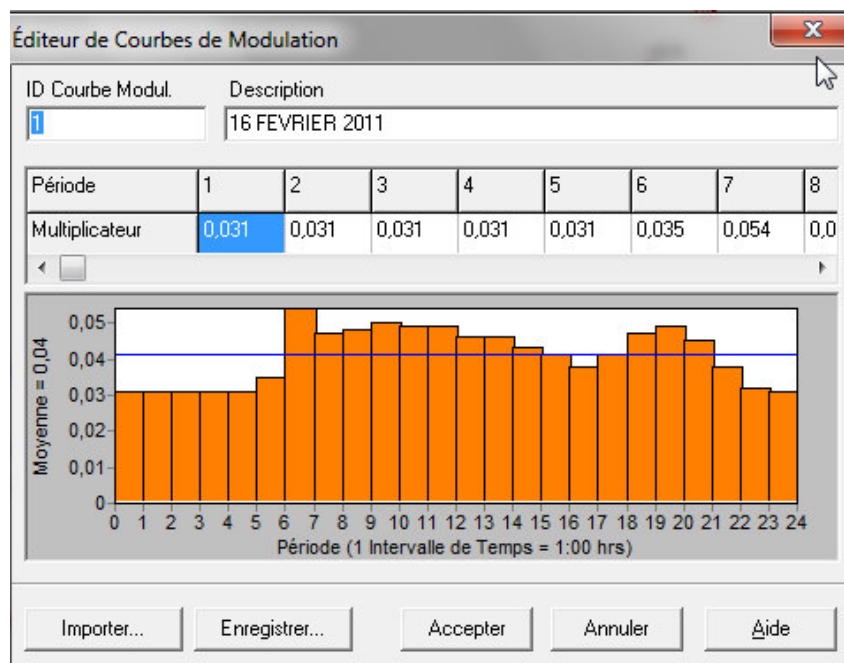 Éditeur de Courbes de Modulation
ID Courbe Modul. Description
1 16 FEVRIER 2011
Période 1 2 3 4 5 6 7 8
Multiplicateur 0,031 0,031 0,031 0,031 0,031 0,035 0,054 0,0
Moyenne = 0,04
0,05
0,04
0,03
0,02
0,01
0
0 1 2 3 4 5 6 7 8 9 10 11 12 13 14 15 16 17 18 19 20 21 22 23 24
Période (1 Intervalle de Temps = 1:00 hrs)
Importer... Enregistrer... Accepter Annuler Aide